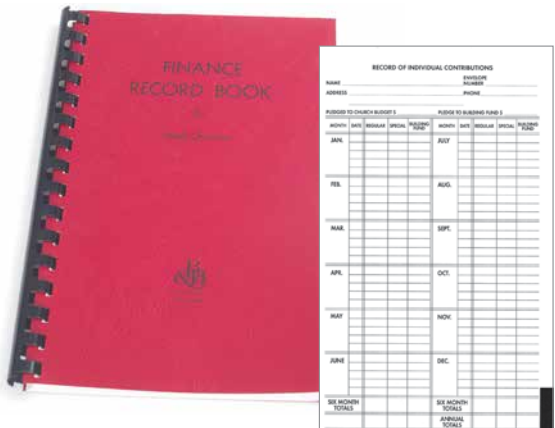 FINANCE
RECORD BOOK
RECORD OF INDIVIDUAL CONTRIBUTIONS
NAME
ENVELOPE
NUMBER
ADDRESS
PHONE
PLEDGED TO CHURCH BUDGET $
PLEDGE TO BUILDING FUND $
MONTH DATE REGULAR SPECIAL BUILDING FUND MONTH DATE REGULAR SPECIAL BUILDING FUND
JAN. JULY
FEB. AUG.
MAR. SEPT.
APR. OCT.
MAY NOV.
JUNE DEC.
SIX MONTH TOTALS SIX MONTH TOTALS
ANNUAL TOTALS